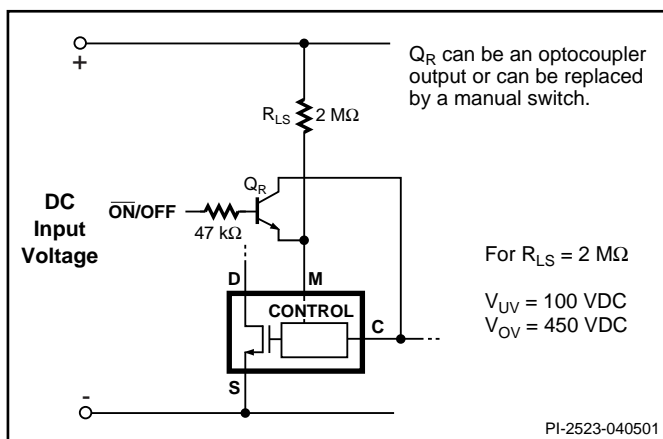 +
Q_R can be an optocoupler
output or can be replaced
by a manual switch.
R_LS 2 MΩ
Q_R
DC
Input
Voltage
O̅N̅/OFF
47 kΩ
For R_LS = 2 MΩ
V_UV = 100 VDC
V_OV = 450 VDC
D M
CONTROL
C
S
-
PI-2523-040501